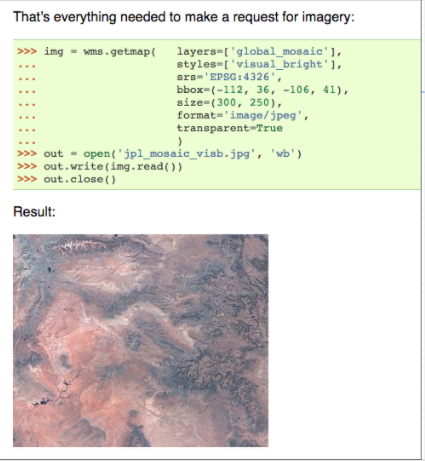 That's everything needed to make a request for imagery:
>>> img = wms.getmap(   layers=['global_mosaic'],
...                     styles=['visual_bright'],
...                     srs='EPSG:4326',
...                     bbox=(-112, 36, -106, 41),
...                     size=(300, 250),
...                     format='image/jpeg',
...                     transparent=True
...                     )
>>> out = open('jpl_mosaic_visb.jpg', 'wb')
>>> out.write(img.read())
>>> out.close()
Result: